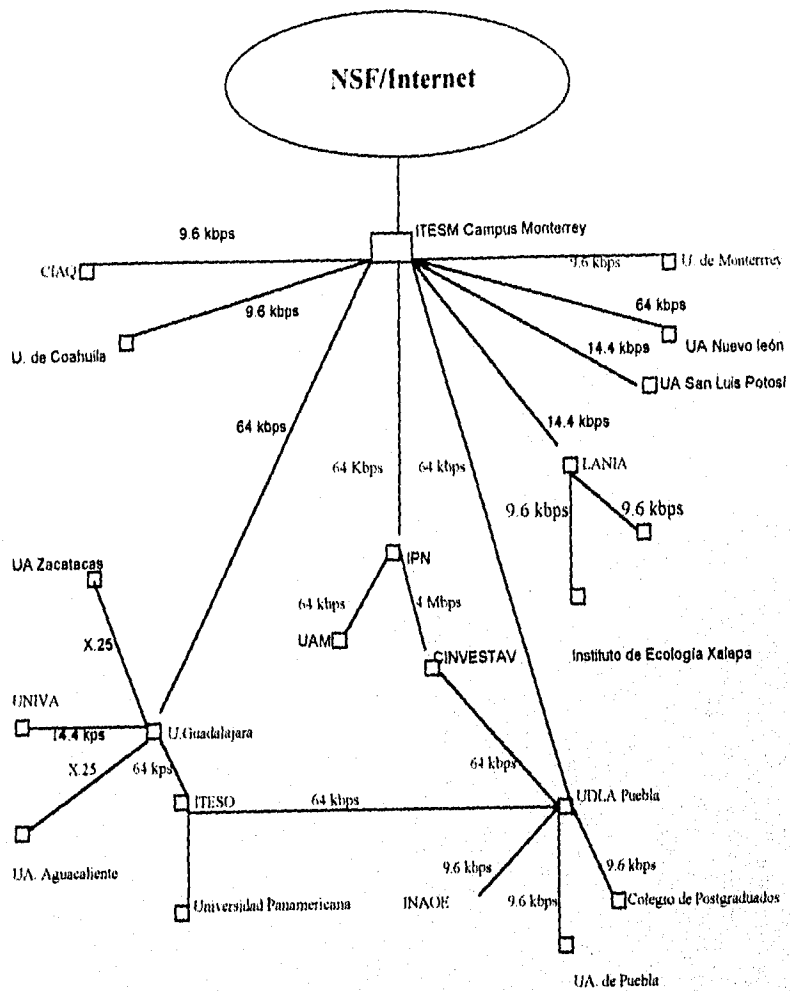 NSF/Internet
ITESM Campus Monterrey
9.6 kbps
9.6 kbps
CIAQ
U. de Monterrey
9.6 kbps
64 kbps
U. de Coahuila
14.4 kbps
UA Nuevo león
UA San Luis Potosí
64 kbps
14.4 kbps
64 Kbps
64 kbps
LANIA
9.6 kbps
9.6 kbps
UA Zacatacas
IPN
64 kbps
4 Mbps
UAM
X.25
CINVESTAV
Instituto de Ecología Xalapa
UNIVA
14.4 kps
U.Guadalajara
X.25
64 kps
64 kbps
ITESO
64 kbps
UDLA Puebla
UA. Aguacaliente
9.6 kbps
9.6 kbps
Universidad Panamericana
INAOE
9.6 kbps
Colegio de Postgraduados
UA. de Puebla